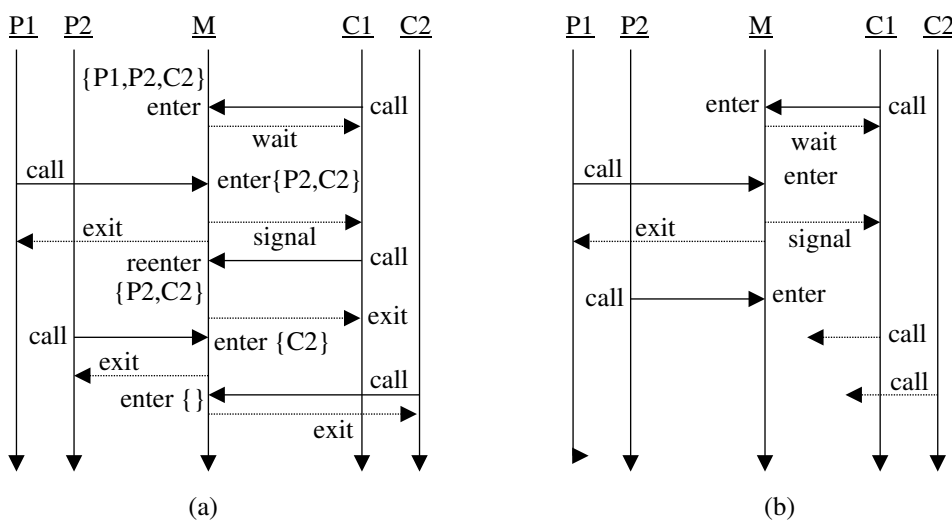 P1 P2 M C1 C2
{P1,P2,C2}
enter call
wait
call
enter{P2,C2}
exit
signal
reenter call
{P2,C2}
exit
call
enter {C2}
exit
call
enter {}
exit
(a)
P1 P2 M C1 C2
enter call
wait
call
enter
exit
signal
call enter
call
call
(b)